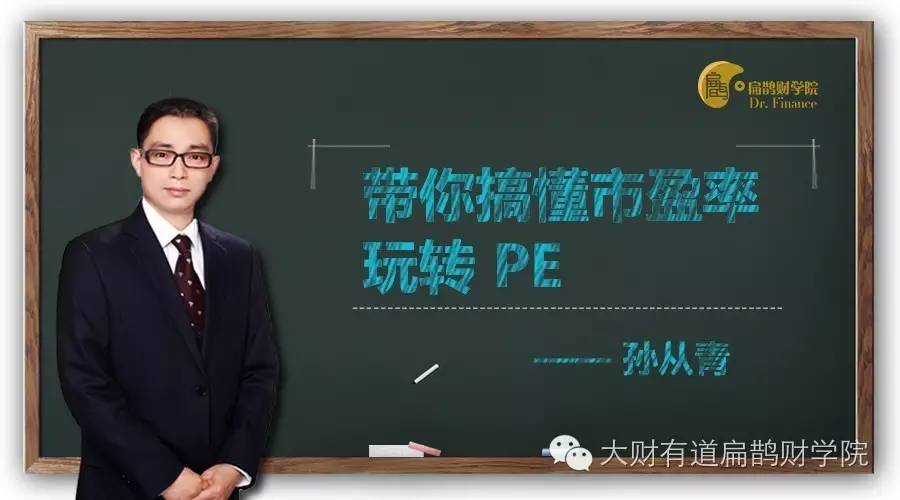 扁鹊财学院
Dr. Finance
带你搞懂市盈率
玩转 PE
—— 孙从青
大财有道扁鹊财学院